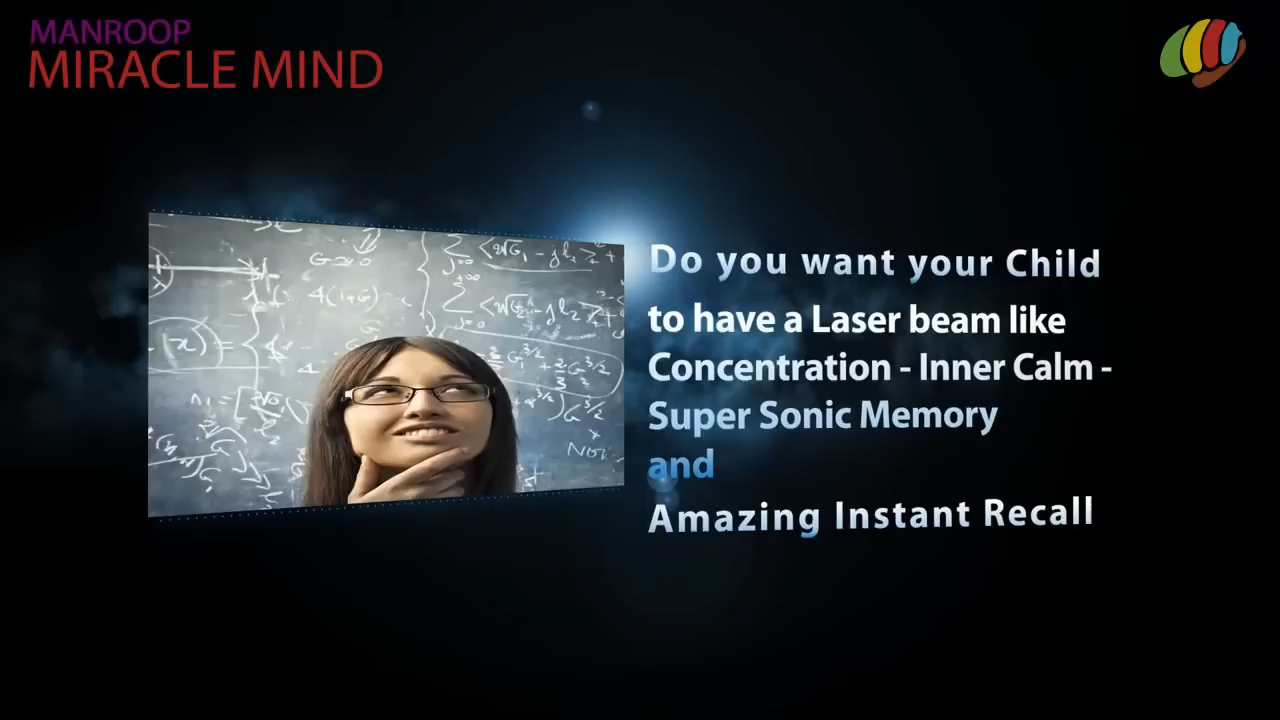 MANROOP
MIRACLE MIND
Do you want your Child
to have a Laser beam like
Concentration - Inner Calm -
Super Sonic Memory
and
Amazing Instant Recall